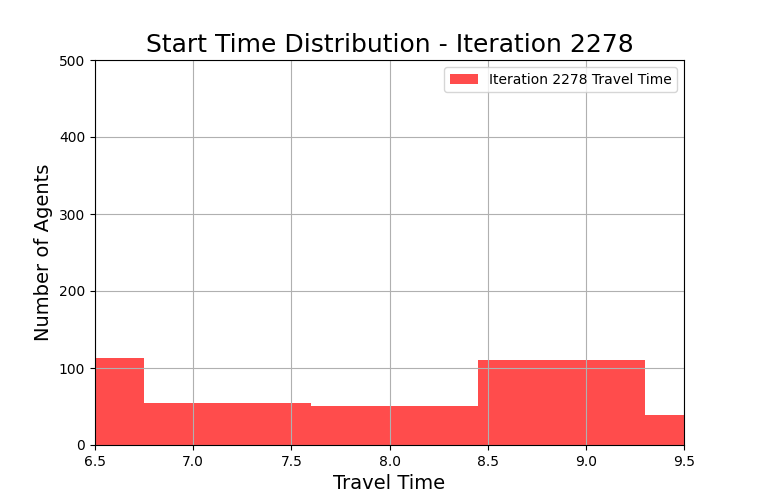 Start Time Distribution - Iteration 2278
Iteration 2278 Travel Time
Number of Agents
500
400
300
200
100
0
6.5 7.0 7.5 8.0 8.5 9.0 9.5
Travel Time